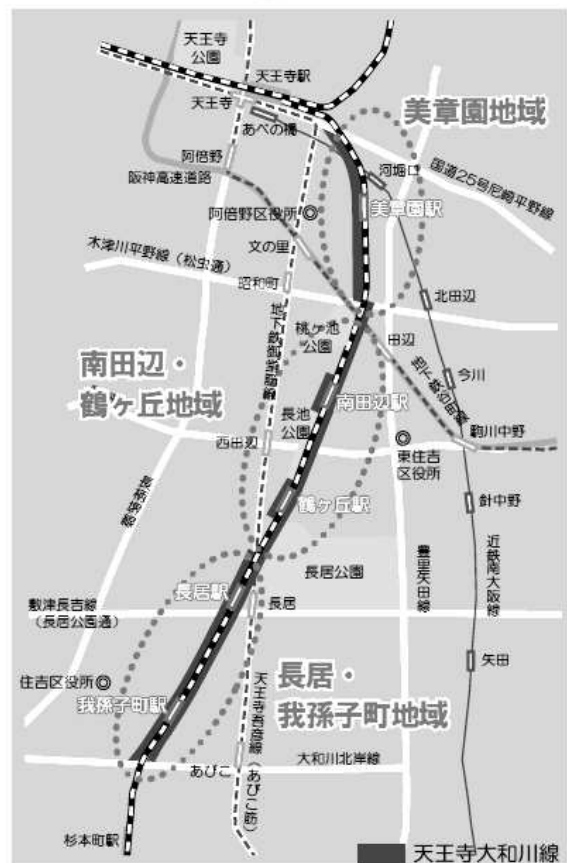 天王寺
公園
天王寺駅
天王寺
あべの橋
美章園地域
阿倍野
河堀口
国道25号尼崎平野線
阪神高速道路
美章園駅
阿倍野区役所
文の里
木津川平野線(松虫通)
昭和町
北田辺
桃ヶ池
公園
田辺
南田辺・
鶴ヶ丘地域
今川
長池
公園
南田辺駅
駒川中野
西田辺
東住吉
区役所
鶴ヶ丘駅
針中野
長居公園
長居駅
豊里矢田線
近鉄南大阪線
敷津長吉線
(長居公園通)
長居
住吉区役所
矢田
我孫子町駅
長居・
我孫子町地域
天王寺吾彦線(あびこ筋)
あびこ
大和川北岸線
杉本町駅
天王寺大和川線